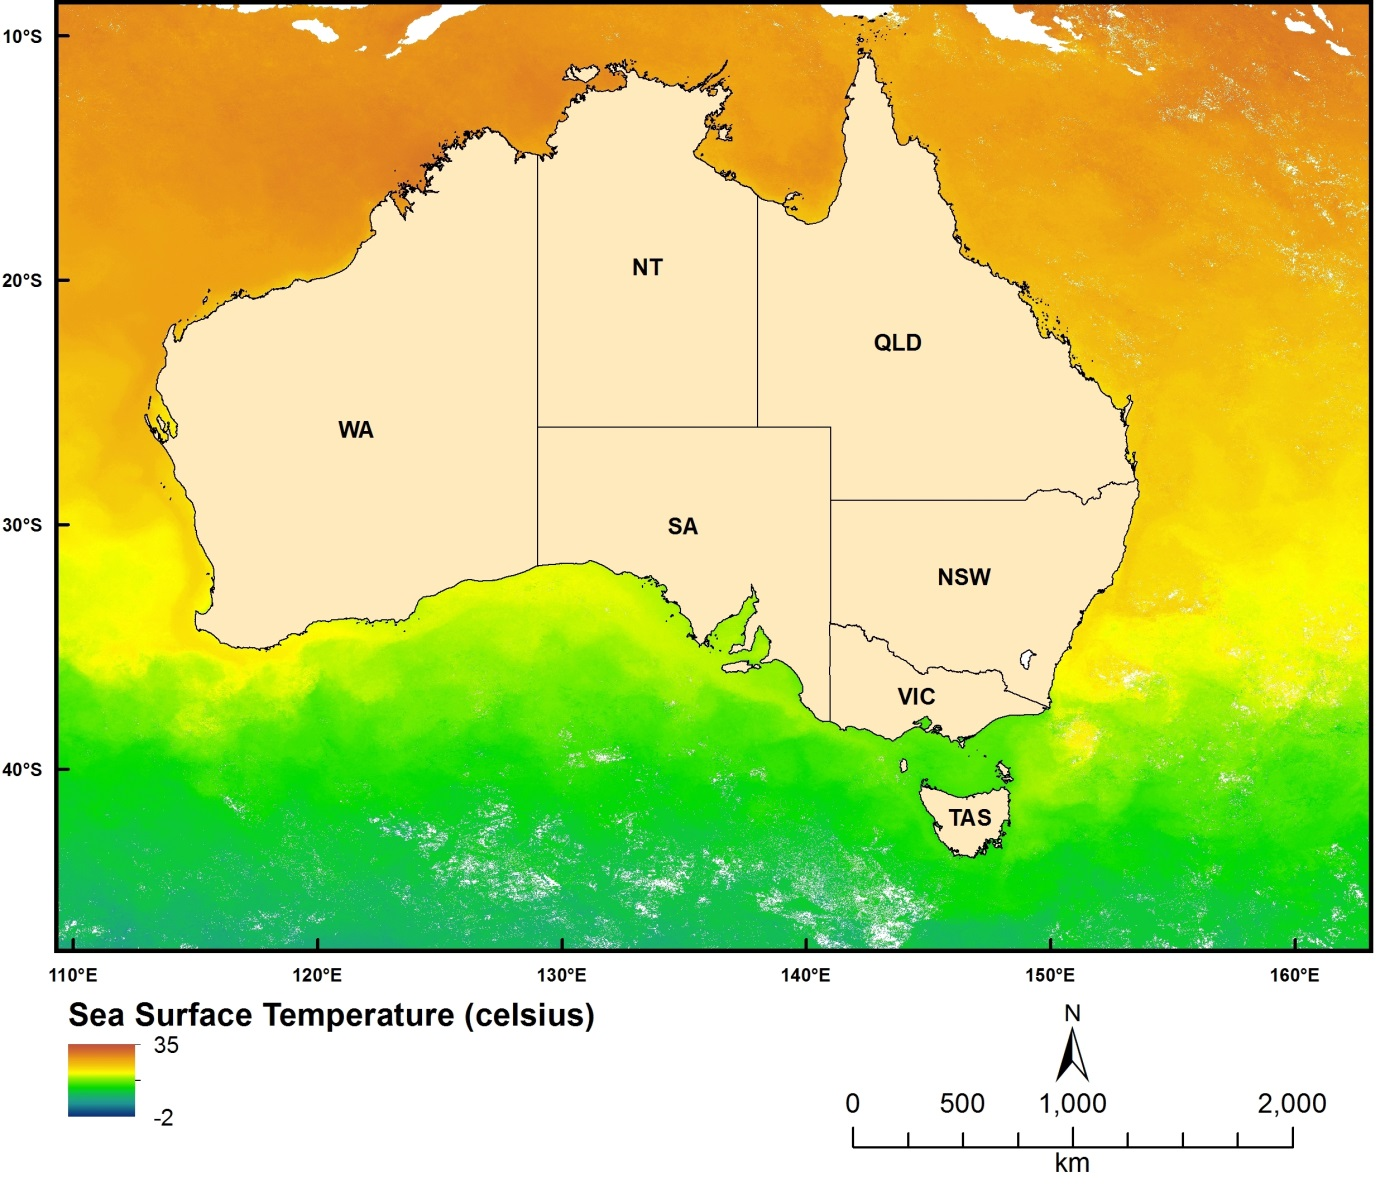 10°S
20°S
30°S
40°S
NT
QLD
WA
SA
NSW
VIC
TAS
110°E 120°E 130°E 140°E 150°E 160°E
Sea Surface Temperature (celsius)
35
-2
N
0 500 1,000 2,000
km